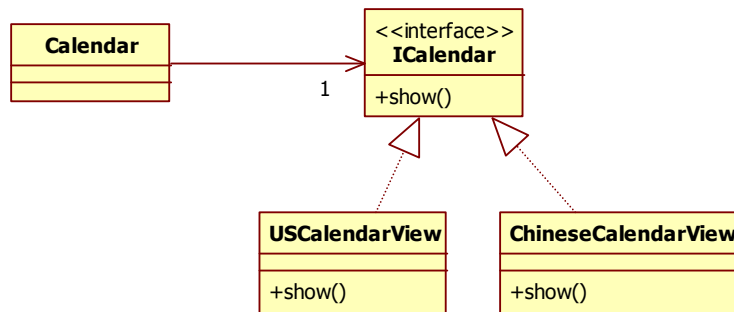 Calendar
<<interface>>
ICalendar
+show()
1
USCalendarView
+show()
ChineseCalendarView
+show()